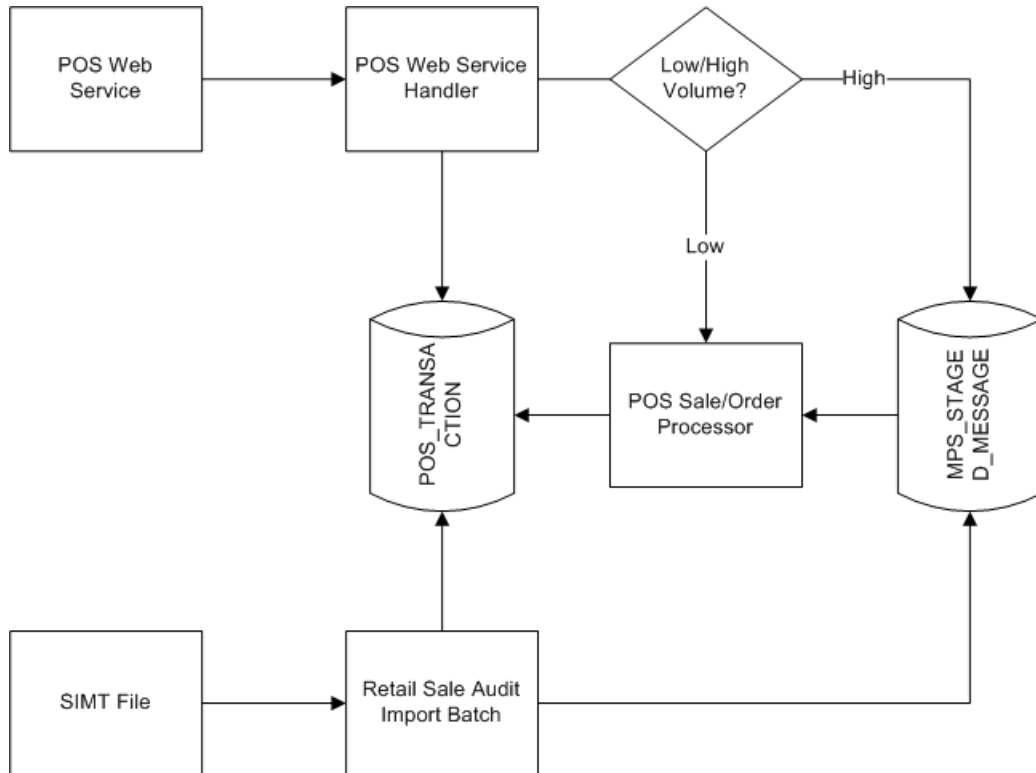 POS Web
Service
POS Web Service
Handler
Low/High
Volume?
High
Low
POS_TRANSA
CTION
POS Sale/Order
Processor
MPS_STAGE
D_MESSAGE
SIMT File
Retail Sale Audit
Import Batch